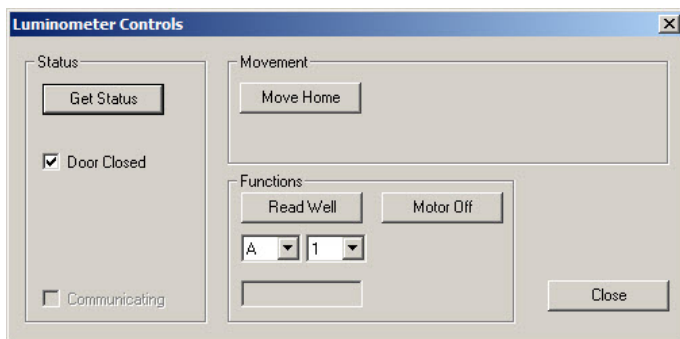 Luminometer Controls
Status
Get Status
Door Closed
Communicating
Movement
Move Home
Functions
Read Well
Motor Off
A
1
Close